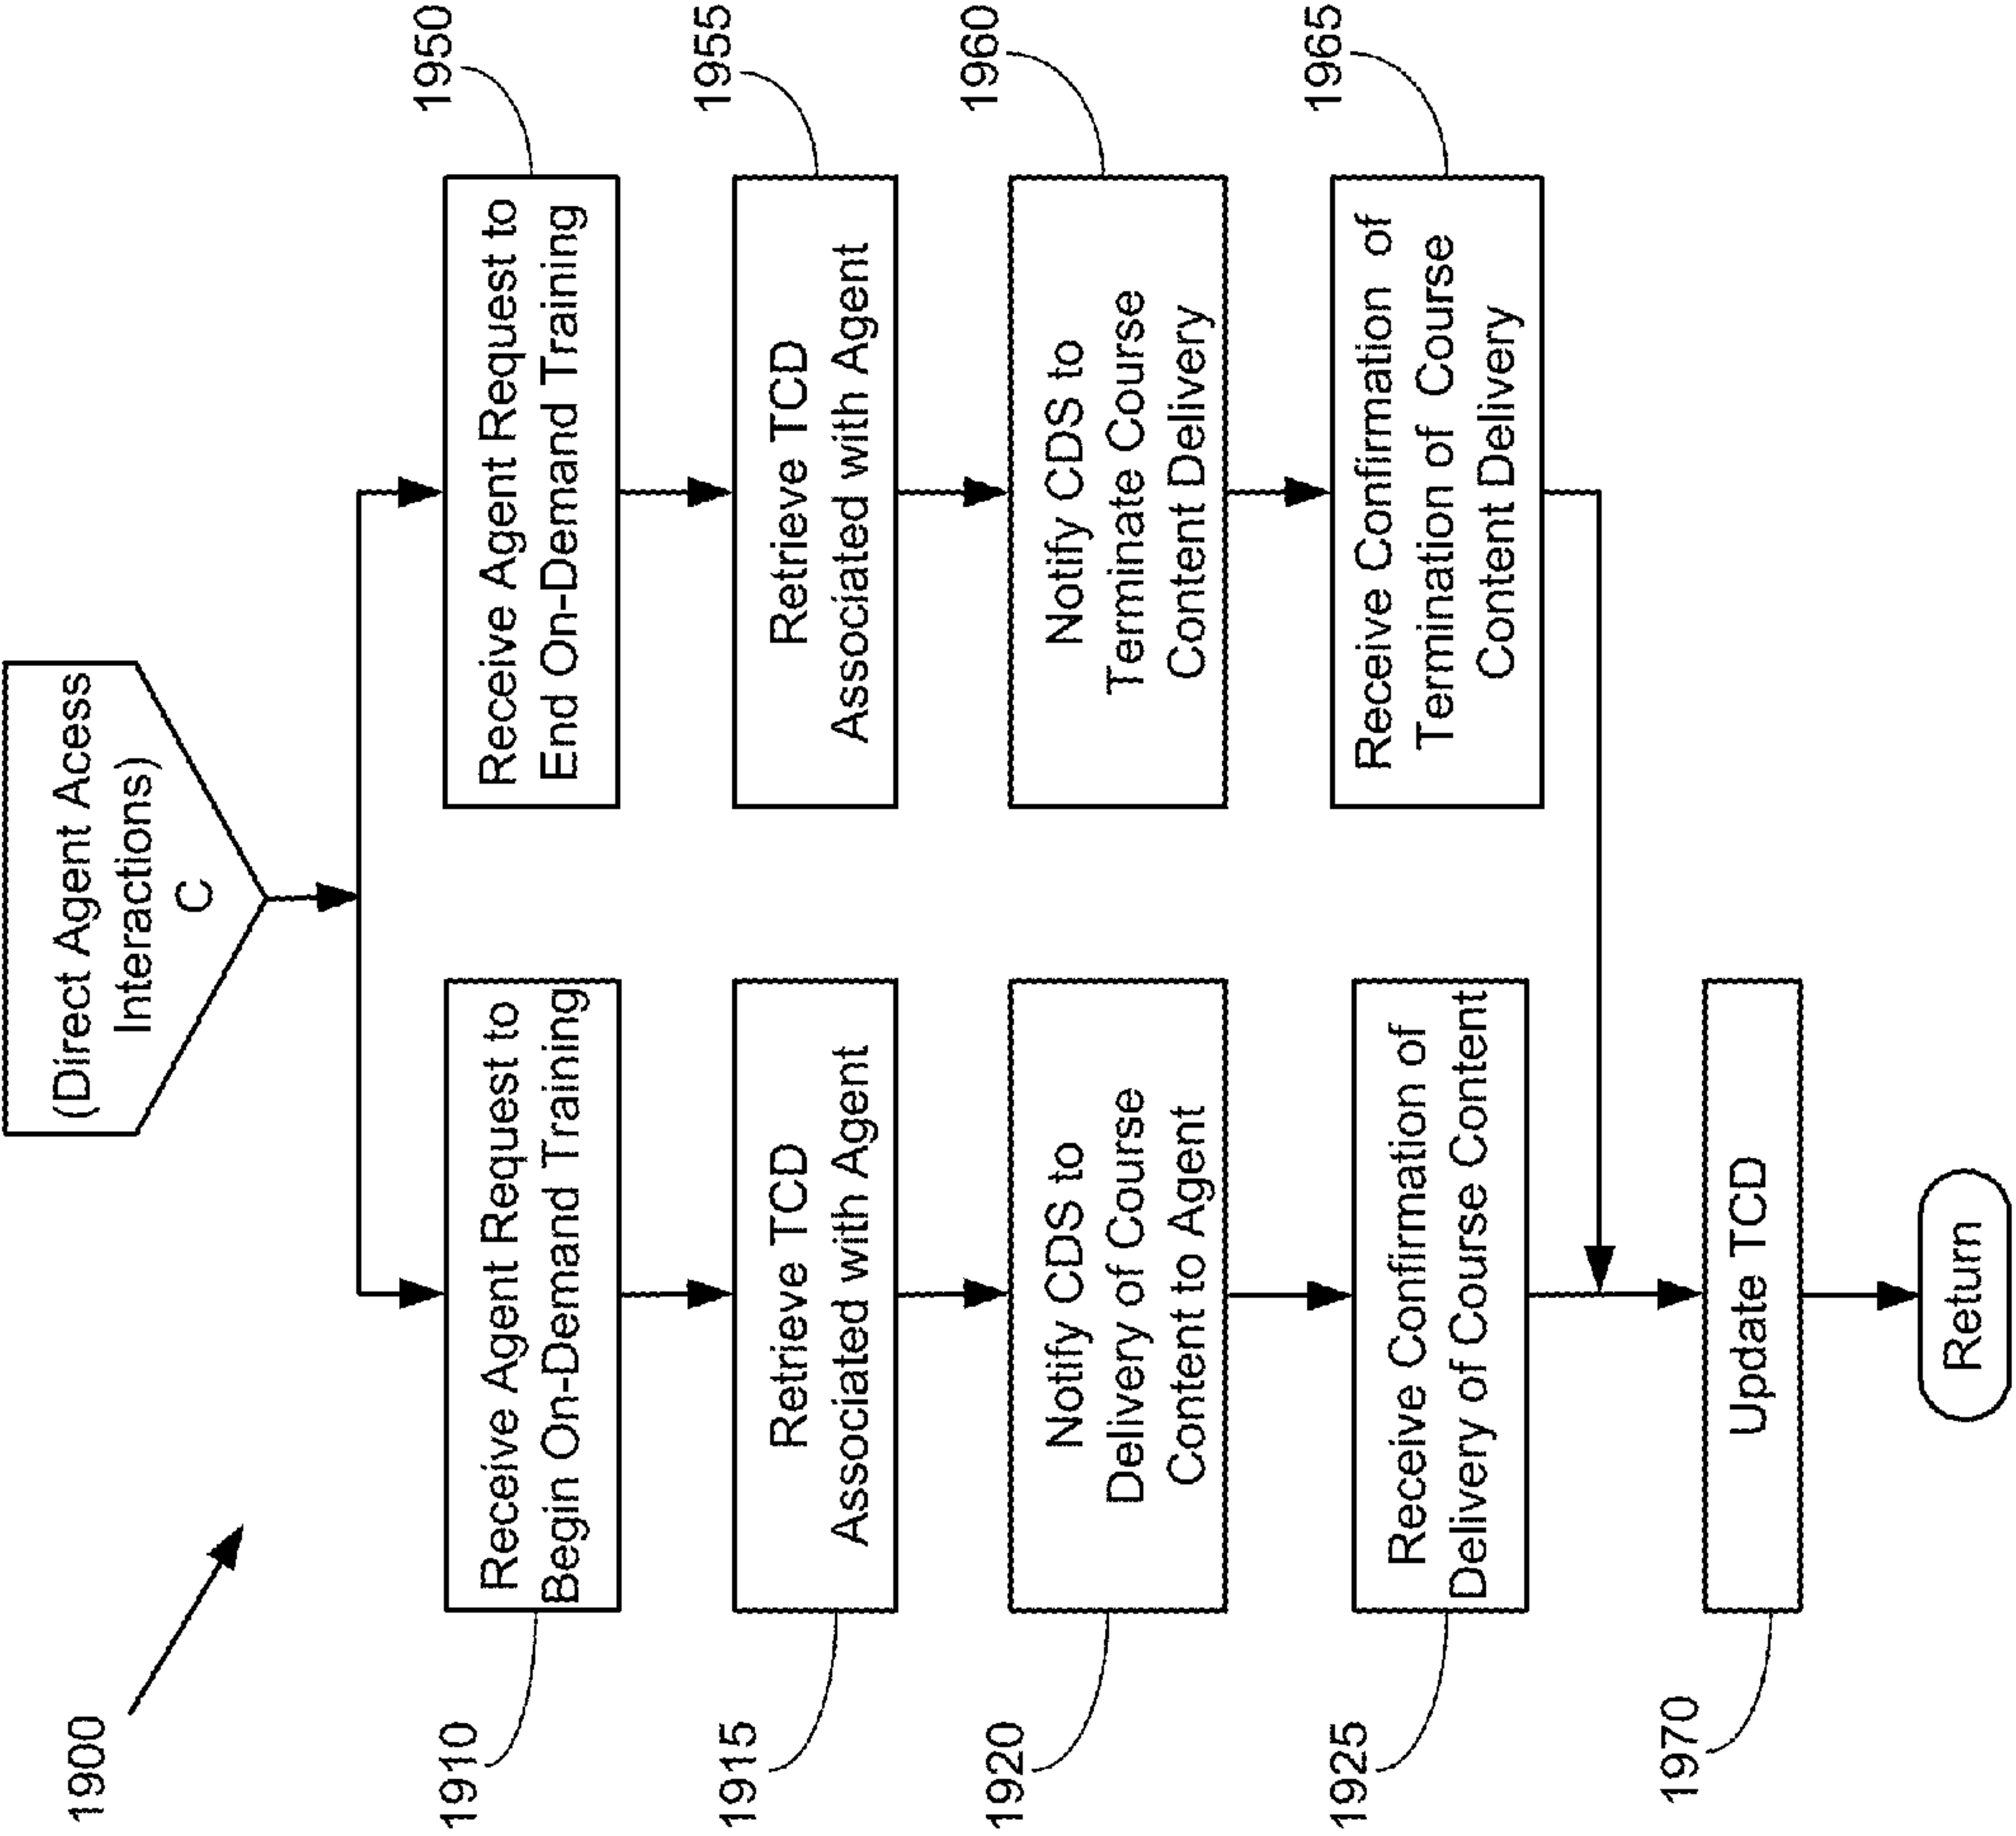 1900
(Direct Agent Acess
Interactions)
C
1910
Receive Agent Request to
Begin On-Demand Training
1915
Retrieve TCD
Associated with Agent
1920
Notify CDS to
Delivery of Course
Content to Agent
1925
Receive Confirmation of
Delivery of Course Content
1950
Receive Agent Request to
End On-Demand Training
1955
Retrieve TCD
Associated with Agent
1960
Notify CDS to
Terminate Course
Content Delivery
1965
Receive Confirmation of
Termination of Course
Content Delivery
1970
Update TCD
Return